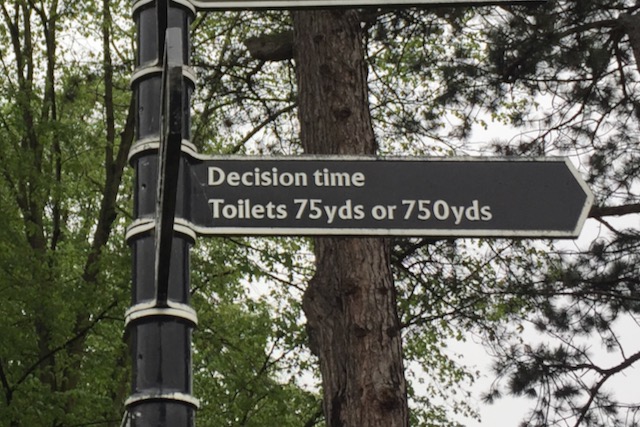 Decision time
Toilets 75yds or 750yds